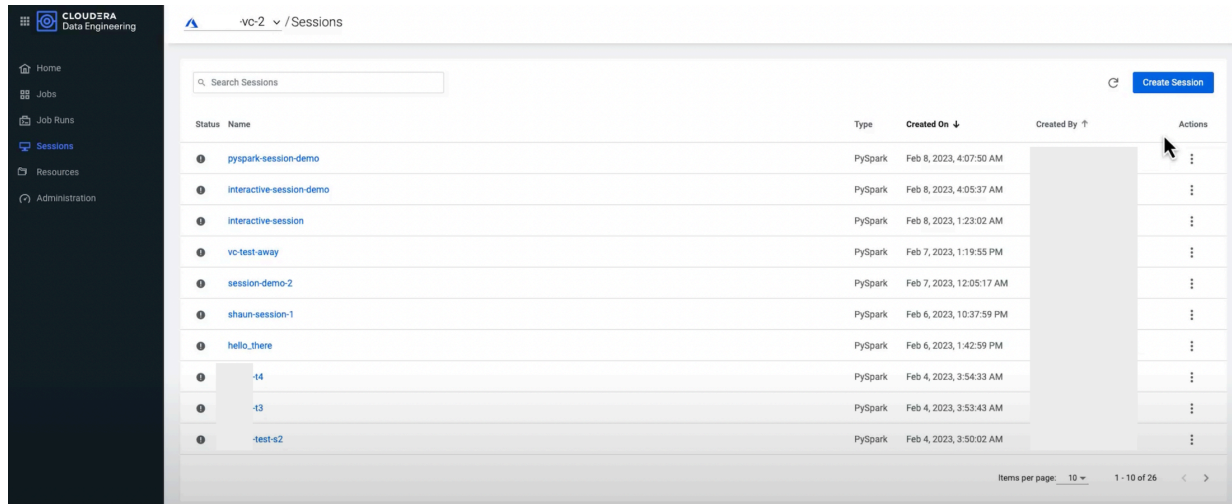 CLOUDERA
Data Engineering
-vc-2 / Sessions
Home
Jobs
Job Runs
Sessions
Resources
Administration
Search Sessions
Create Session
Status Name Type Created On Created By Actions
pyspark-session-demo PySpark Feb 8, 2023, 4:07:50 AM
interactive-session-demo PySpark Feb 8, 2023, 4:05:37 AM
interactive-session PySpark Feb 8, 2023, 1:23:02 AM
vc-test-away PySpark Feb 7, 2023, 1:19:55 PM
session-demo-2 PySpark Feb 7, 2023, 12:05:17 AM
shaun-session-1 PySpark Feb 6, 2023, 10:37:59 PM
hello_there PySpark Feb 6, 2023, 1:42:59 PM
-t4 PySpark Feb 4, 2023, 3:54:33 AM
-t3 PySpark Feb 4, 2023, 3:53:43 AM
-test-s2 PySpark Feb 4, 2023, 3:50:02 AM
Items per page: 10 1 - 10 of 26